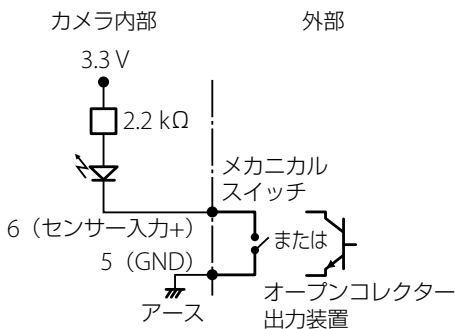 カメラ内部
外部
3.3 V
2.2 kΩ
メカニカル
スイッチ
6（センサー入力+）
または
5（GND）
アース
オープンコレクター
出力装置